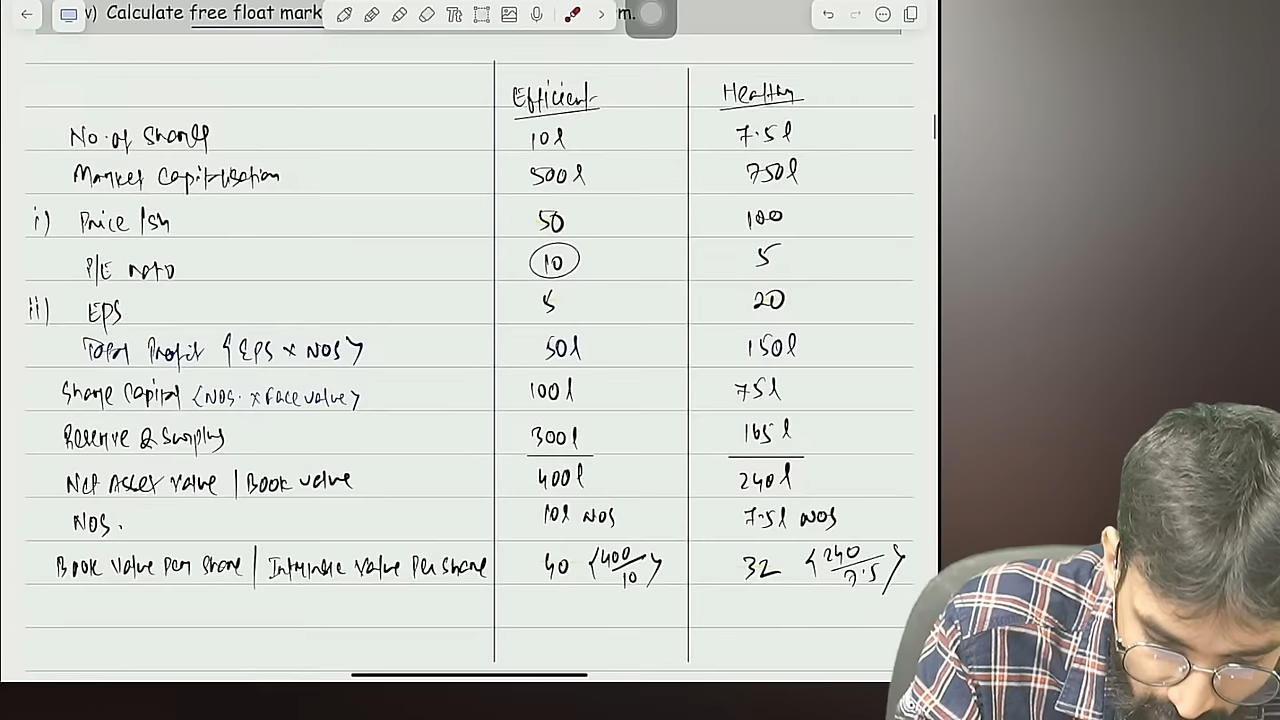 v) Calculate free float mark m.
Efficient Healthy
No. of Share 10l 7.5l
Market Capitalisation 500l 750l
i) Price /Sh 50 100
P/E ratio 10 5
ii) EPS 5 20
Total Profit {EPS x NOS} 50l 150l
Share Capital {NOS. x Face value} 100l 75l
Reserve & Surplus 300l 165l
Net Asset Value | Book value 400l 240l
NOS. 10l NOS 7.5l NOS
Book Value Per Share | Intrinsic Value Per Share 40 {400/10} 32 {240/7.5}